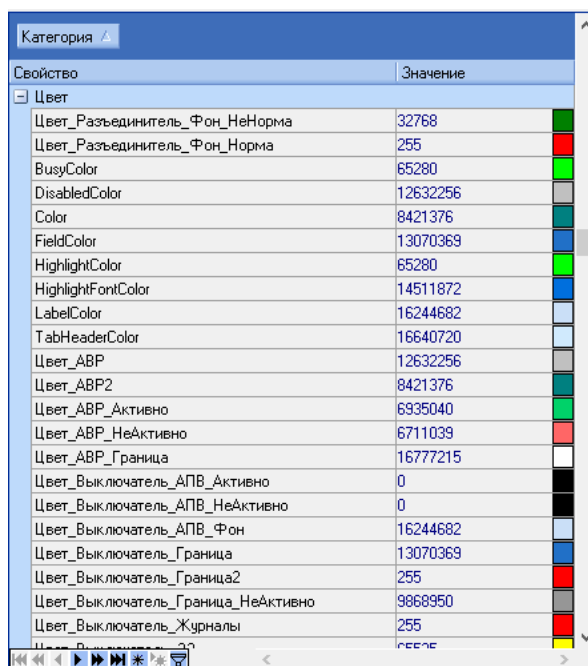 Категория
Свойство Значение
Цвет
Цвет_Разъединитель_Фон_НеНорма 32768
Цвет_Разъединитель_Фон_Норма 255
BusyColor 65280
DisabledColor 12632256
Color 8421376
FieldColor 13070369
HighlightColor 65280
HighlightFontColor 14511872
LabelColor 16244682
TabHeaderColor 16640720
Цвет_АВР 12632256
Цвет_АВР2 8421376
Цвет_АВР_Активно 6935040
Цвет_АВР_НеАктивно 6711039
Цвет_АВР_Граница 16777215
Цвет_Выключатель_АПВ_Активно 0
Цвет_Выключатель_АПВ_НеАктивно 0
Цвет_Выключатель_АПВ_Фон 16244682
Цвет_Выключатель_Граница 13070369
Цвет_Выключатель_Граница2 255
Цвет_Выключатель_Граница_НеАктивно 9868950
Цвет_Выключатель_Журналы 255